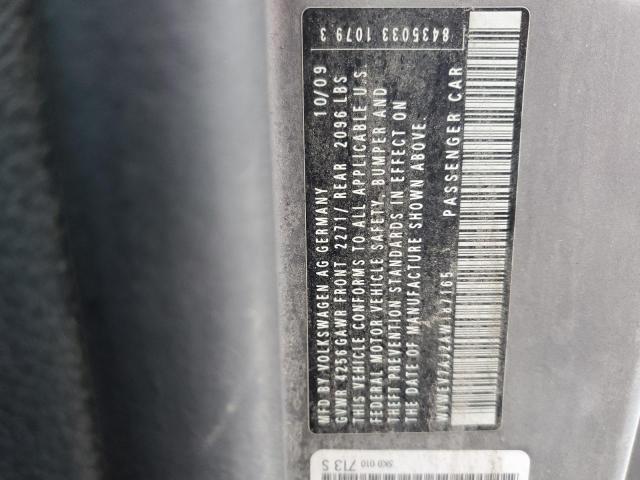 MFD BY VOLKSWAGEN AG GERMANY 10/09
GVWR 4256 GAWR FRONT 2271/ REAR 2096 LBS
THIS VEHICLE CONFORMS TO ALL APPLICABLE U.S
FEDERAL MOTOR VEHICLE SAFETY, BUMPER AND
THEFT PREVENTION STANDARDS IN EFFECT ON
THE DATE OF MANUFACTURE SHOWN ABOVE.
PASSENGER CAR
8435033 1079 3
5K0 010 713 S